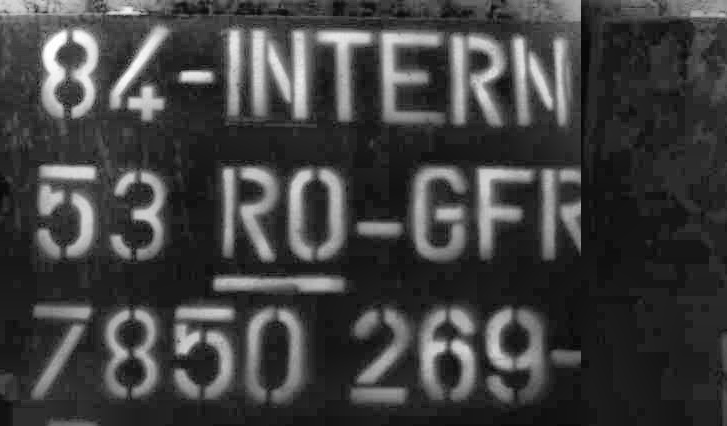 84-INTERN
53 RO-GFR
7850 269-